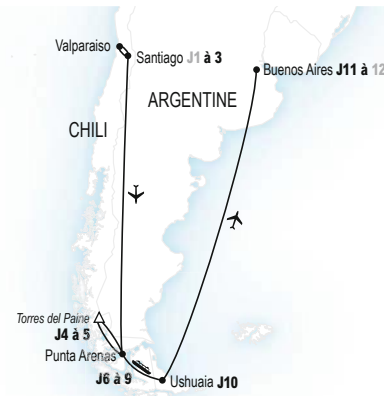 Valparaiso
Santiago J1 à 3
Buenos Aires J11 à 12
ARGENTINE
CHILI
Torres del Paine
J4 à 5
Punta Arenas
J6 à 9
Ushuaia J10